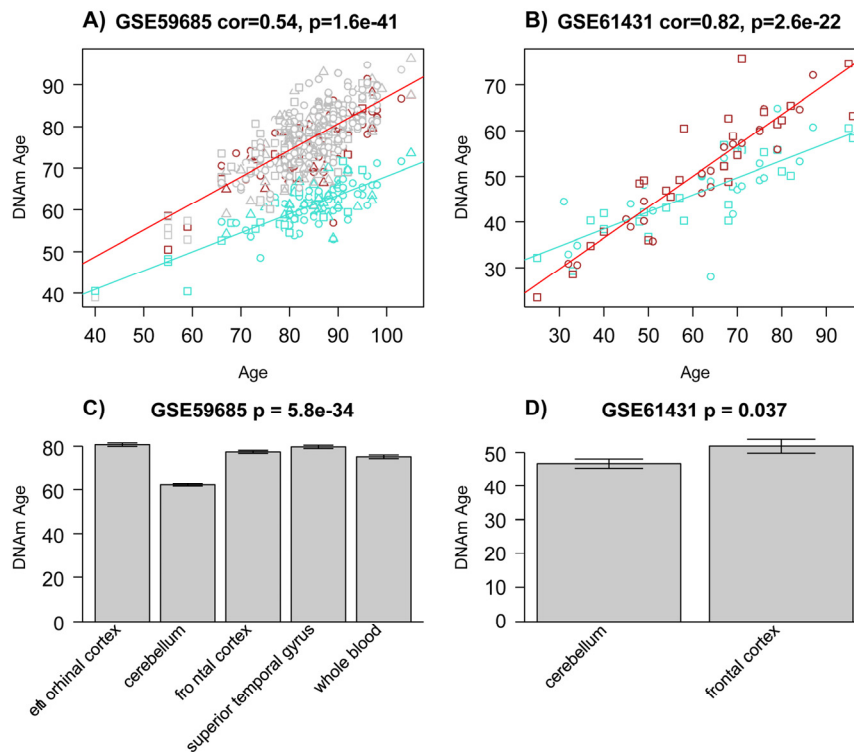 A) GSE59685 cor=0.54, p=1.6e-41
DNAm Age
90
80
70
60
50
40
40 50 60 70 80 90 100
Age
B) GSE61431 cor=0.82, p=2.6e-22
DNAm Age
70
60
50
40
30
30 50 70 90
Age
C) GSE59685 p = 5.8e-34
DNAm Age
80
60
40
20
0
orhinal cortex
cerebellum
fro ntal cortex
superior temporal gyrus
whole blood
D) GSE61431 p = 0.037
DNAm Age
50
40
30
20
10
0
cerebellum
frontal cortex